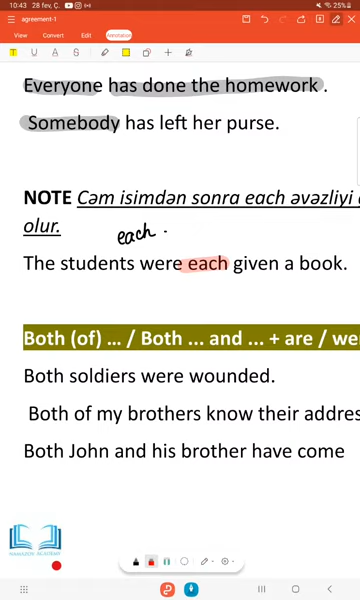 10:43 28 fev, Ç. 25%
agreement-1
View Convert Edit Annotation
Everyone has done the homework .
Somebody has left her purse.
NOTE Cəm isimdən sonra each əvəzliyi
olur.
each .
The students were each given a book.
Both (of) ... / Both ... and ... + are / wer
Both soldiers were wounded.
Both of my brothers know their addres
Both John and his brother have come